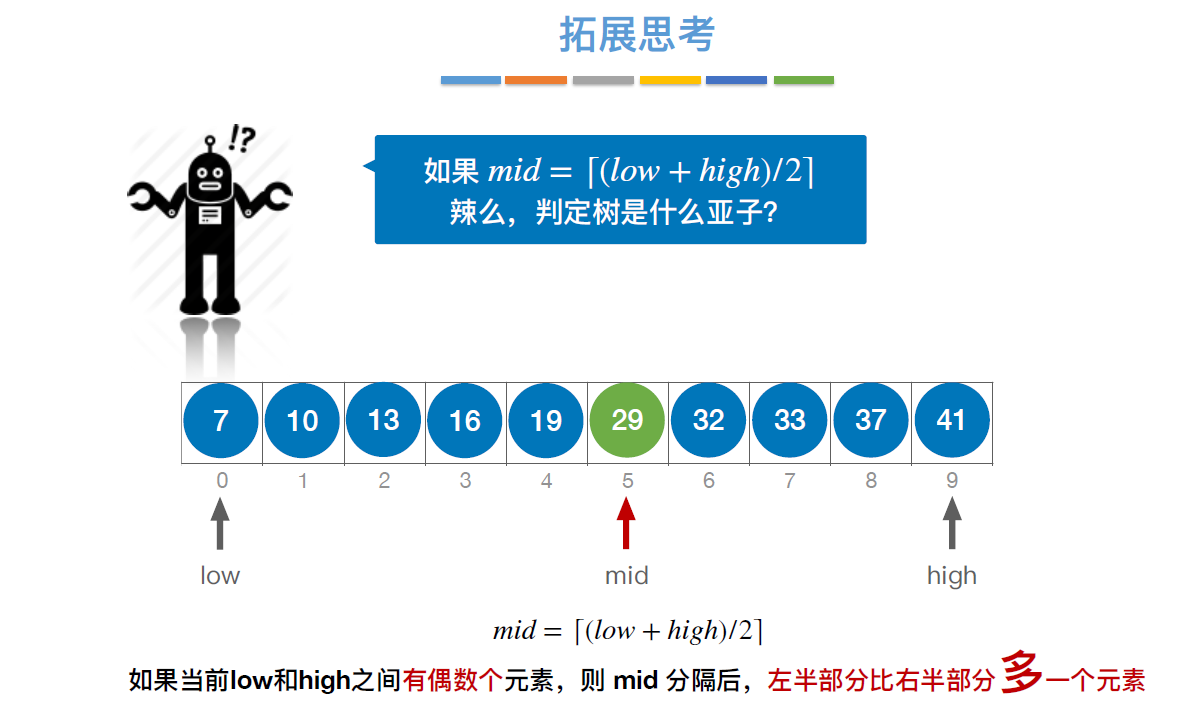 拓展思考
!?
如果 mid = ⌈(low + high)/2⌉
辣么，判定树是什么亚子?
7 10 13 16 19 29 32 33 37 41
0 1 2 3 4 5 6 7 8 9
low mid high
mid = ⌈(low + high)/2⌉
如果当前low和high之间有偶数个元素，则 mid 分隔后，左半部分比右半部分多一个元素